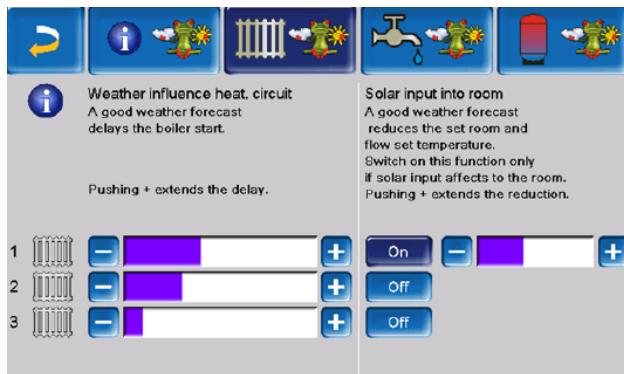 Weather influence heat. circuit
A good weather forecast
delays the boiler start.
Pushing + extends the delay.
Solar input into room
A good weather forecast
reduces the set room and
flow set temperature.
Switch on this function only
if solar input affects to the room.
Pushing + extends the reduction.
1 - + On - +
2 - + Off
3 - + Off